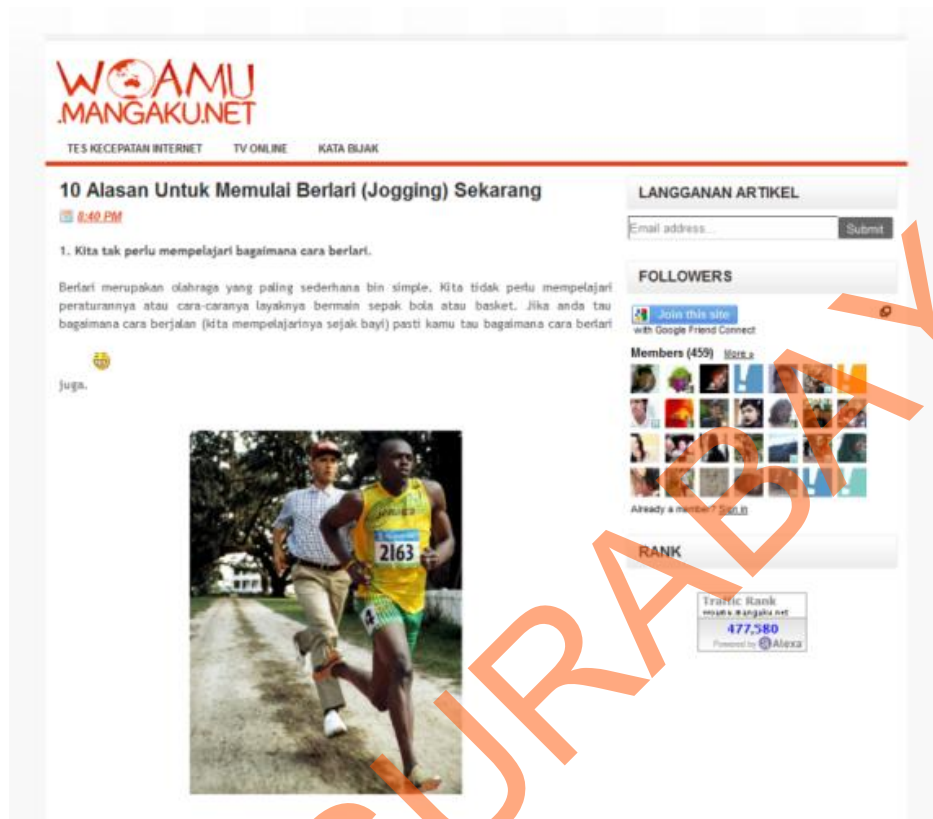 WOAMU
.MANGAKU.NET
TES KECEPATAN INTERNET TV ONLINE KATA BIJAK
10 Alasan Untuk Memulai Berlari (Jogging) Sekarang
8:40 PM
1. Kita tak perlu mempelajari bagaimana cara berlari.
Berlari merupakan olahraga yang paling sederhana bin simple. Kita tidak perlu mempelajari
peraturannya atau cara-caranya layaknya bermain sepak bola atau basket. Jika anda tau
bagaimana cara berjalan (kita mempelajarinya sejak bayi) pasti kamu tau bagaimana cara berlari
juga.
JAMAICA
2163
4
LANGGANAN ARTIKEL
Email address... Submit
FOLLOWERS
Join this site
with Google Friend Connect
Members (459) More »
Already a member? Sign in
RANK
Traffic Rank
woamu.mangaku.net
477,580
Powered by Alexa
SURABAY